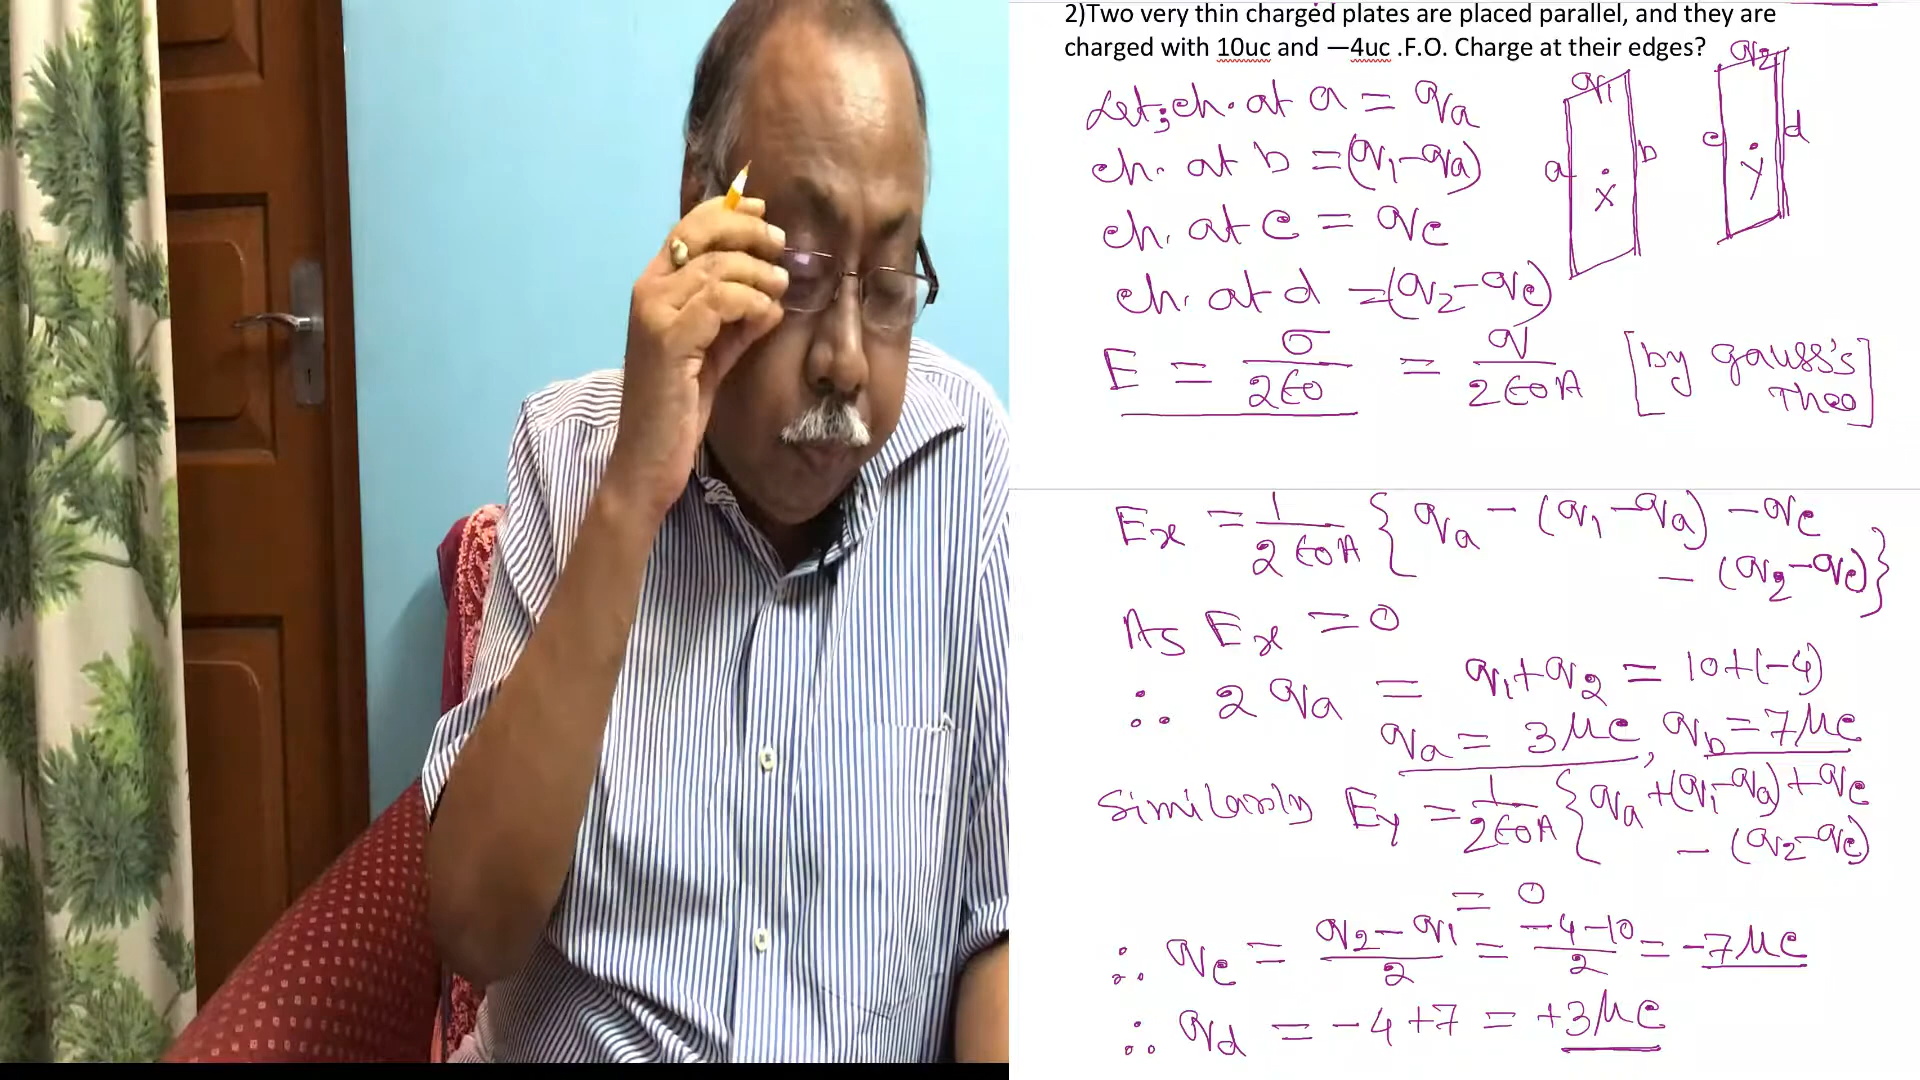 2)Two very thin charged plates are placed parallel, and they are
charged with 10uc and —4uc .F.O. Charge at their edges?
q1
q2
a
b
c
d
x
y
Let; ch. at a = qa
ch. at b = (q1-qa)
ch. at c = qc
ch. at d = (q2-qc)
E = σ/2ϵ0 = q/2ϵ0A [by gauss's Theo]
Ex = 1/2ϵ0A { qa - (q1-qa) - qc
- (q2-qc) }
As Ex = 0
∴ 2 qa = q1+q2 = 10+(-4)
qa = 3 μc, qb = 7μc
Similarly Ey = 1/2ϵ0A { qa +(q1-qa)+qc
- (q2-qc)
= 0
∴ qc = q2-q1/2 = -4-10/2 = -7μc
∴ qd = -4+7 = +3μc